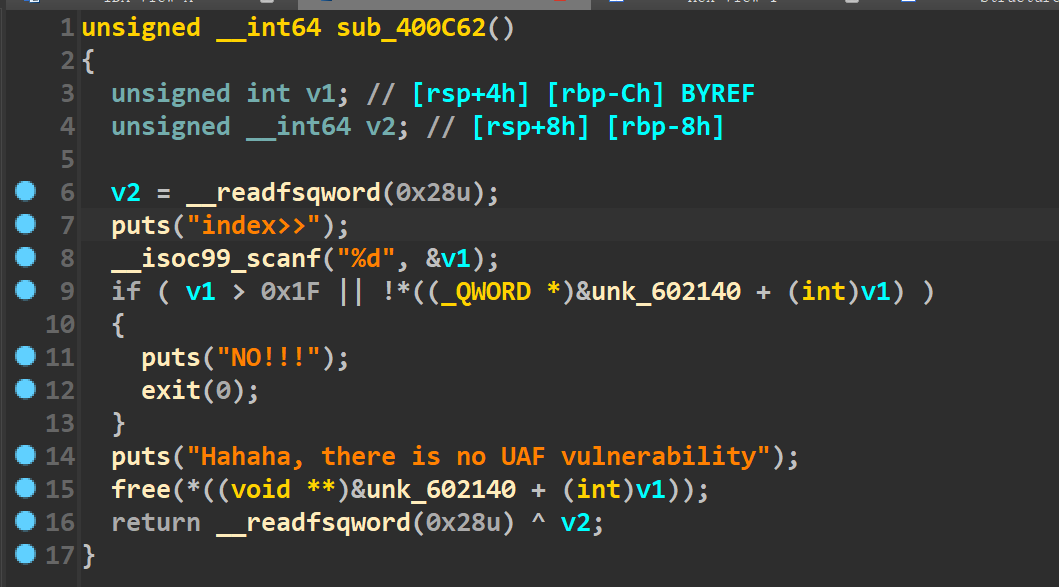 1 unsigned __int64 sub_400C62()
2 {
3   unsigned int v1; // [rsp+4h] [rbp-Ch] BYREF
4   unsigned __int64 v2; // [rsp+8h] [rbp-8h]
5
6   v2 = __readfsqword(0x28u);
7   puts("index>>");
8   __isoc99_scanf("%d", &v1);
9   if ( v1 > 0x1F || !*((_QWORD *)&unk_602140 + (int)v1) )
10   {
11     puts("NO!!!");
12     exit(0);
13   }
14   puts("Hahaha, there is no UAF vulnerability");
15   free(*((void **)&unk_602140 + (int)v1));
16   return __readfsqword(0x28u) ^ v2;
17 }